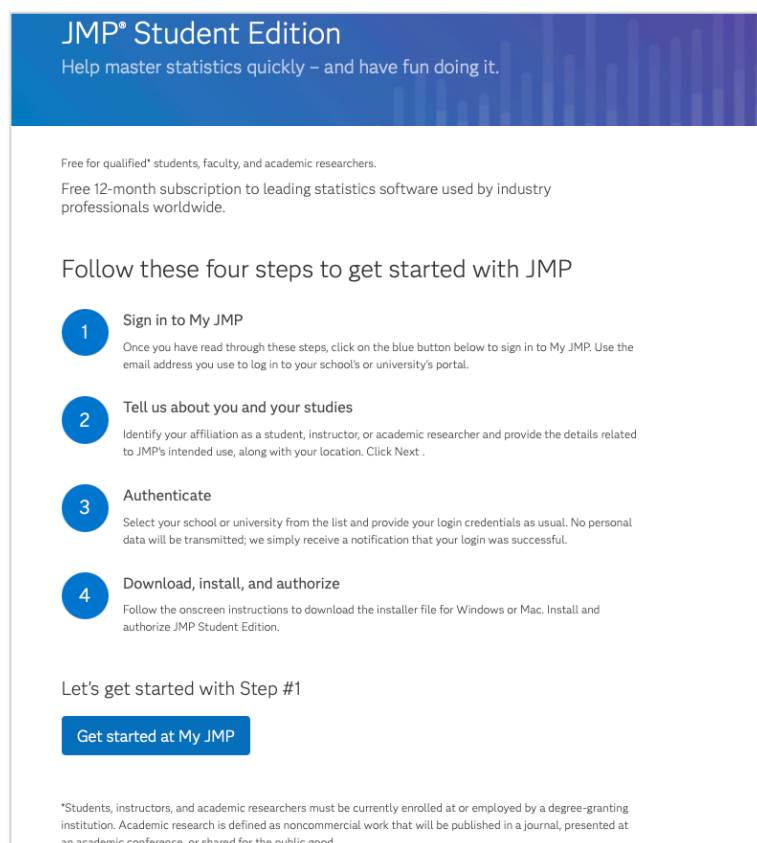 JMP® Student Edition
Help master statistics quickly – and have fun doing it.
Free for qualified* students, faculty, and academic researchers.
Free 12-month subscription to leading statistics software used by industry
professionals worldwide.
Follow these four steps to get started with JMP
1
Sign in to My JMP
Once you have read through these steps, click on the blue button below to sign in to My JMP. Use the
email address you use to log in to your school's or university's portal.
2
Tell us about you and your studies
Identify your affiliation as a student, instructor, or academic researcher and provide the details related
to JMP's intended use, along with your location. Click Next .
3
Authenticate
Select your school or university from the list and provide your login credentials as usual. No personal
data will be transmitted; we simply receive a notification that your login was successful.
4
Download, install, and authorize
Follow the onscreen instructions to download the installer file for Windows or Mac. Install and
authorize JMP Student Edition.
Let's get started with Step #1
Get started at My JMP
*Students, instructors, and academic researchers must be currently enrolled at or employed by a degree-granting
institution. Academic research is defined as noncommercial work that will be published in a journal, presented at
an academic conference, or shared for the public good.